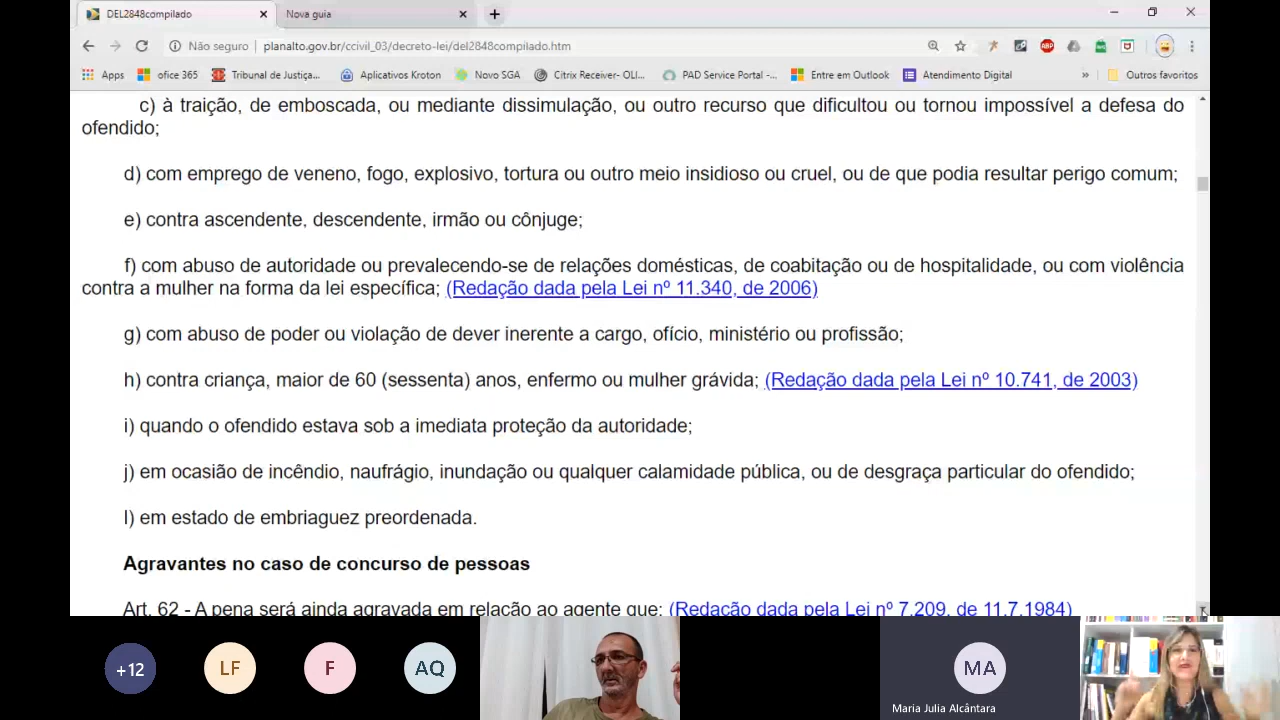 DEL2848compilado
Nova guia
Não seguro | planalto.gov.br/ccivil_03/decreto-lei/del2848compilado.htm
ABP
Apps office 365 Tribunal de Justiça... Aplicativos Kroton Novo SGA Citrix Receiver- OLI... PAD Service Portal -... Entre em Outlook Atendimento Digital » Outros favoritos
c) à traição, de emboscada, ou mediante dissimulação, ou outro recurso que dificultou ou tornou impossível a defesa do
ofendido;
d) com emprego de veneno, fogo, explosivo, tortura ou outro meio insidioso ou cruel, ou de que podia resultar perigo comum;
e) contra ascendente, descendente, irmão ou cônjuge;
f) com abuso de autoridade ou prevalecendo-se de relações domésticas, de coabitação ou de hospitalidade, ou com violência
contra a mulher na forma da lei específica; (Redação dada pela Lei nº 11.340, de 2006)
g) com abuso de poder ou violação de dever inerente a cargo, ofício, ministério ou profissão;
h) contra criança, maior de 60 (sessenta) anos, enfermo ou mulher grávida; (Redação dada pela Lei nº 10.741, de 2003)
i) quando o ofendido estava sob a imediata proteção da autoridade;
j) em ocasião de incêndio, naufrágio, inundação ou qualquer calamidade pública, ou de desgraça particular do ofendido;
l) em estado de embriaguez preordenada.
Agravantes no caso de concurso de pessoas
Art. 62 - A pena será ainda agravada em relação ao agente que: (Redação dada pela Lei nº 7.209, de 11.7.1984)
+12
LF
F
AQ
MA
Maria Julia Alcântara